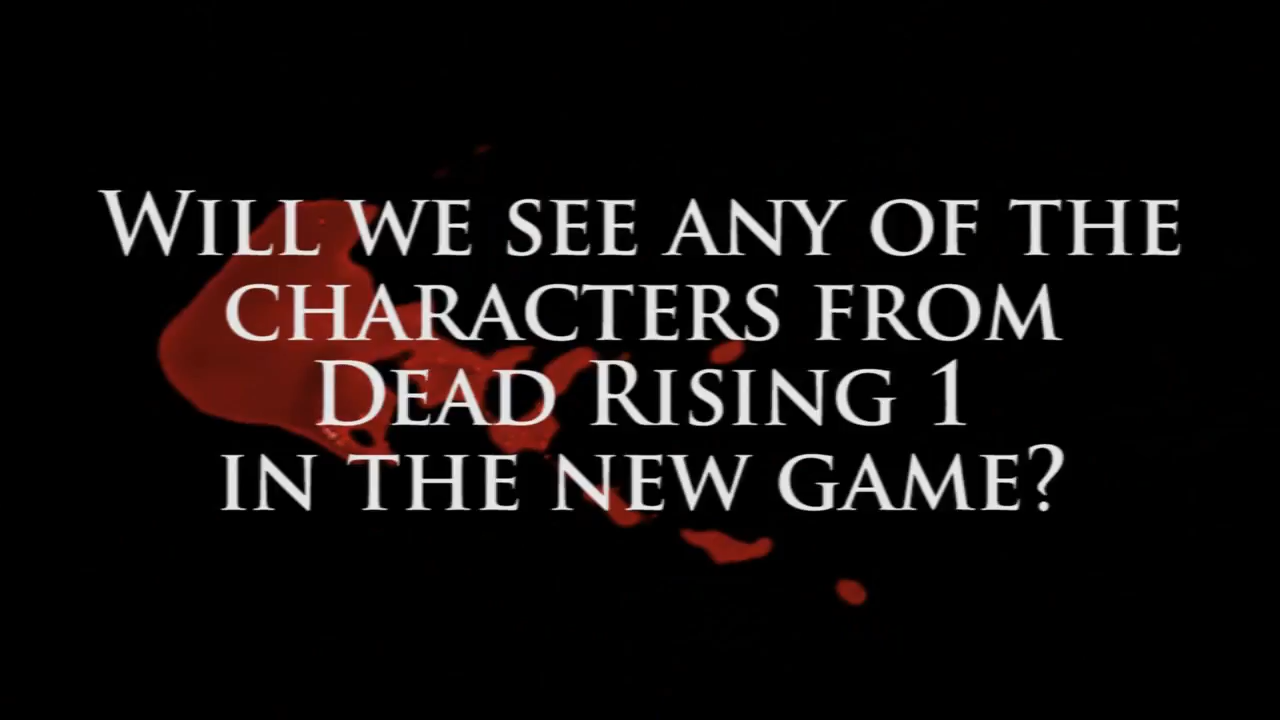 Will we see any of the
characters from
Dead Rising 1
in the new game?